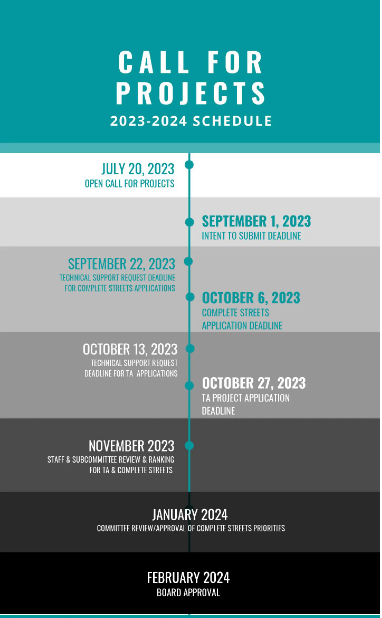 CALL FOR
PROJECTS
2023-2024 SCHEDULE
JULY 20, 2023
OPEN CALL FOR PROJECTS
SEPTEMBER 1, 2023
INTENT TO SUBMIT DEADLINE
SEPTEMBER 22, 2023
TECHNICAL SUPPORT REQUEST DEADLINE
FOR COMPLETE STREETS APPLICATIONS
OCTOBER 6, 2023
COMPLETE STREETS
APPLICATION DEADLINE
OCTOBER 13, 2023
TECHNICAL SUPPORT REQUEST
DEADLINE FOR TA APPLICATIONS
OCTOBER 27, 2023
TA PROJECT APPLICATION
DEADLINE
NOVEMBER 2023
STAFF & SUBCOMMITTEE REVIEW & RANKING
FOR TA & COMPLETE STREETS
JANUARY 2024
COMMITTEE REVIEW/APPROVAL OF COMPLETE STREETS PRIORITIES
FEBRUARY 2024
BOARD APPROVAL